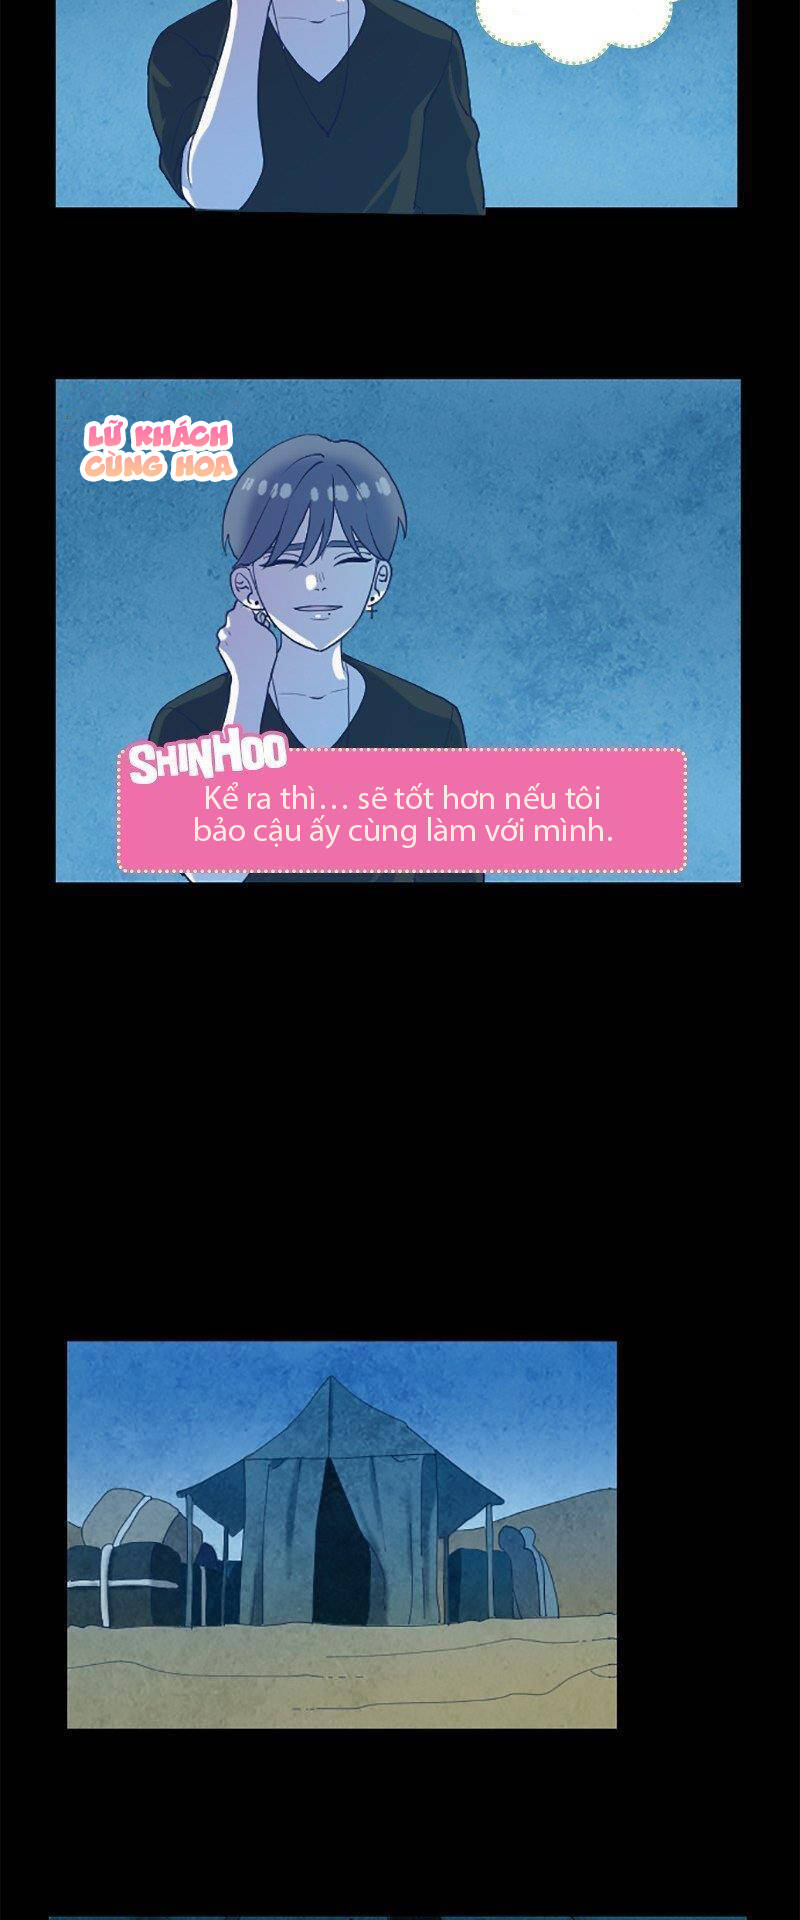 LỮ KHÁCH
CÙNG HOA
SHINHOO
Kể ra thì... sẽ tốt hơn nếu tôi
bảo cậu ấy cùng làm với mình.